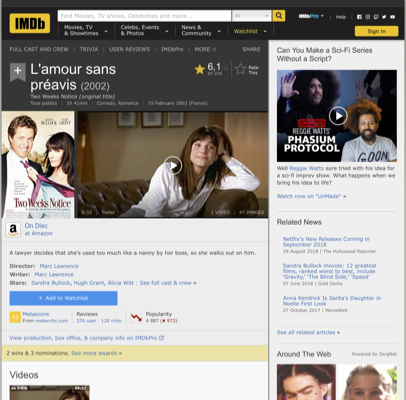 IMDb
Find Movies, TV shows, Celebrities and more...
All
IMDbPro
Help
Movies, TV
& Showtimes
Celebs, Events
& Photos
News &
Community
Watchlist
Sign in
FULL CAST AND CREW | TRIVIA | USER REVIEWS | IMDbPro | MORE
SHARE
L'amour sans
préavis (2002)
Two Weeks Notice (original title)
Tous publics | 1h 41min | Comedy, Romance | 19 February 2003 (France)
6,1
Rate
This
BULLOCK GRANT
Two Weeks Notice
0:32 | Trailer
1 VIDEO | 47 IMAGES
On Disc
at Amazon
A lawyer decides that she's used too much like a nanny by her boss, so she walks out on him.
Director: Marc Lawrence
Writer: Marc Lawrence
Stars: Sandra Bullock, Hugh Grant, Alicia Witt | See full cast & crew »
+ Add to Watchlist
42
Metascore
From metacritic.com
Reviews
276 user | 120 critic
Popularity
4 887 (973)
View production, box office, & company info on IMDbPro
2 wins & 3 nominations. See more awards »
Videos
Can You Make a Sci-Fi Series
Without a Script?
REGGIE WATTS'
PHASIUM
PROTOCOL
Well Reggie Watts sure tried with his idea for
a sci-fi improv show. What happens when we
bring his idea to life?
Watch now on "UnMade" »
Related News
Netflix's New Releases Coming in
September 2018
29 August 2018 | The Hollywood Reporter
Sandra Bullock movies: 12 greatest
films, ranked worst to best, include
'Gravity,' 'The Blind Side,' 'Speed'
07 June 2018 | Gold Derby
Anna Kendrick Is Santa's Daughter in
Noelle First Look
27 October 2017 | MovieWeb
See all related articles »
Around The Web
Powered by ZergNet